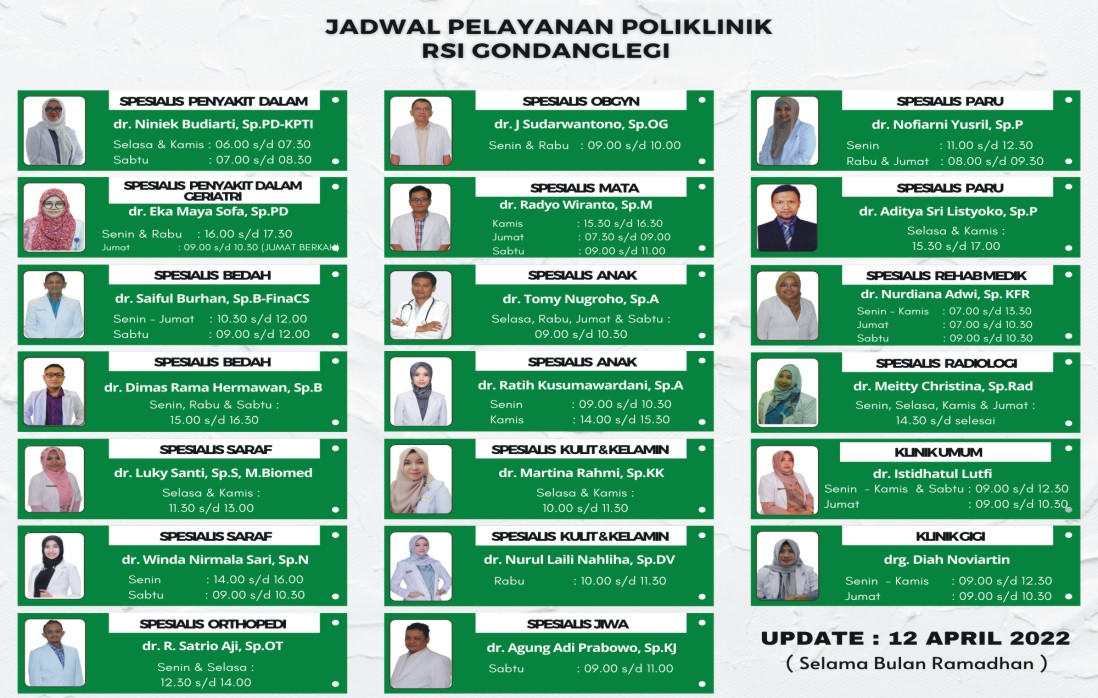 JADWAL PELAYANAN POLIKLINIK
RSI GONDANGLEGI
SPESIALIS PENYAKIT DALAM
dr. Niniek Budiarti, Sp.PD-KPTI
Selasa & Kamis : 06.00 s/d 07.30
Sabtu : 07.00 s/d 08.30
SPESIALIS PENYAKIT DALAM
GERIATRI
dr. Eka Maya Sofa, Sp.PD
Senin & Rabu : 16.00 s/d 17.30
Jumat : 09.00 s/d 10.30 (JUMAT BERKAH)
SPESIALIS BEDAH
dr. Saiful Burhan, Sp.B-FinaCS
Senin - Jumat : 10.30 s/d 12.00
Sabtu : 09.00 s/d 12.00
SPESIALIS BEDAH
dr. Dimas Rama Hermawan, Sp.B
Senin, Rabu & Sabtu :
15.00 s/d 16.30
SPESIALIS SARAF
dr. Luky Santi, Sp.S, M.Biomed
Selasa & Kamis :
11.30 s/d 13.00
SPESIALIS SARAF
dr. Winda Nirmala Sari, Sp.N
Senin : 14.00 s/d 16.00
Sabtu : 09.00 s/d 10.30
SPESIALIS ORTHOPEDI
dr. R. Satrio Aji, Sp.OT
Senin & Selasa :
12.30 s/d 14.00
SPESIALIS OBGYN
dr. J Sudarwantono, Sp.OG
Senin & Rabu : 09.00 s/d 10.00
SPESIALIS MATA
dr. Radyo Wiranto, Sp.M
Kamis : 15.30 s/d 16.30
Jumat : 07.30 s/d 09.00
Sabtu : 09.00 s/d 11.00
SPESIALIS ANAK
dr. Tomy Nugroho, Sp.A
Selasa, Rabu, Jumat & Sabtu :
09.00 s/d 10.30
SPESIALIS ANAK
dr. Ratih Kusumawardani, Sp.A
Senin : 09.00 s/d 10.30
Kamis : 14.00 s/d 15.30
SPESIALIS KULIT & KELAMIN
dr. Martina Rahmi, Sp.KK
Selasa & Kamis :
10.00 s/d 11.30
SPESIALIS KULIT & KELAMIN
dr. Nurul Laili Nahliha, Sp.DV
Rabu : 10.00 s/d 11.30
SPESIALIS JIWA
dr. Agung Adi Prabowo, Sp.KJ
Sabtu : 09.00 s/d 11.00
SPESIALIS PARU
dr. Nofiarni Yusril, Sp.P
Senin : 11.00 s/d 12.30
Rabu & Jumat : 08.00 s/d 09.30
SPESIALIS PARU
dr. Aditya Sri Listyoko, Sp.P
Selasa & Kamis :
15.30 s/d 17.00
SPESIALIS REHAB MEDIK
dr. Nurdiana Adwi, Sp. KFR
Senin - Kamis : 07.00 s/d 13.30
Jumat : 07.00 s/d 10.30
Sabtu : 09.00 s/d 10.30
SPESIALIS RADIOLOGI
dr. Meitty Christina, Sp.Rad
Senin, Selasa, Kamis & Jumat :
14.30 s/d selesai
KLINIK UMUM
dr. Istidhatul Lutfi
Senin - Kamis & Sabtu : 09.00 s/d 12.30
Jumat : 09.00 s/d 10.30
KLINIK GIGI
drg. Diah Noviartin
Senin - Kamis : 09.00 s/d 12.30
Jumat : 09.00 s/d 10.30
UPDATE : 12 APRIL 2022
( Selama Bulan Ramadhan )